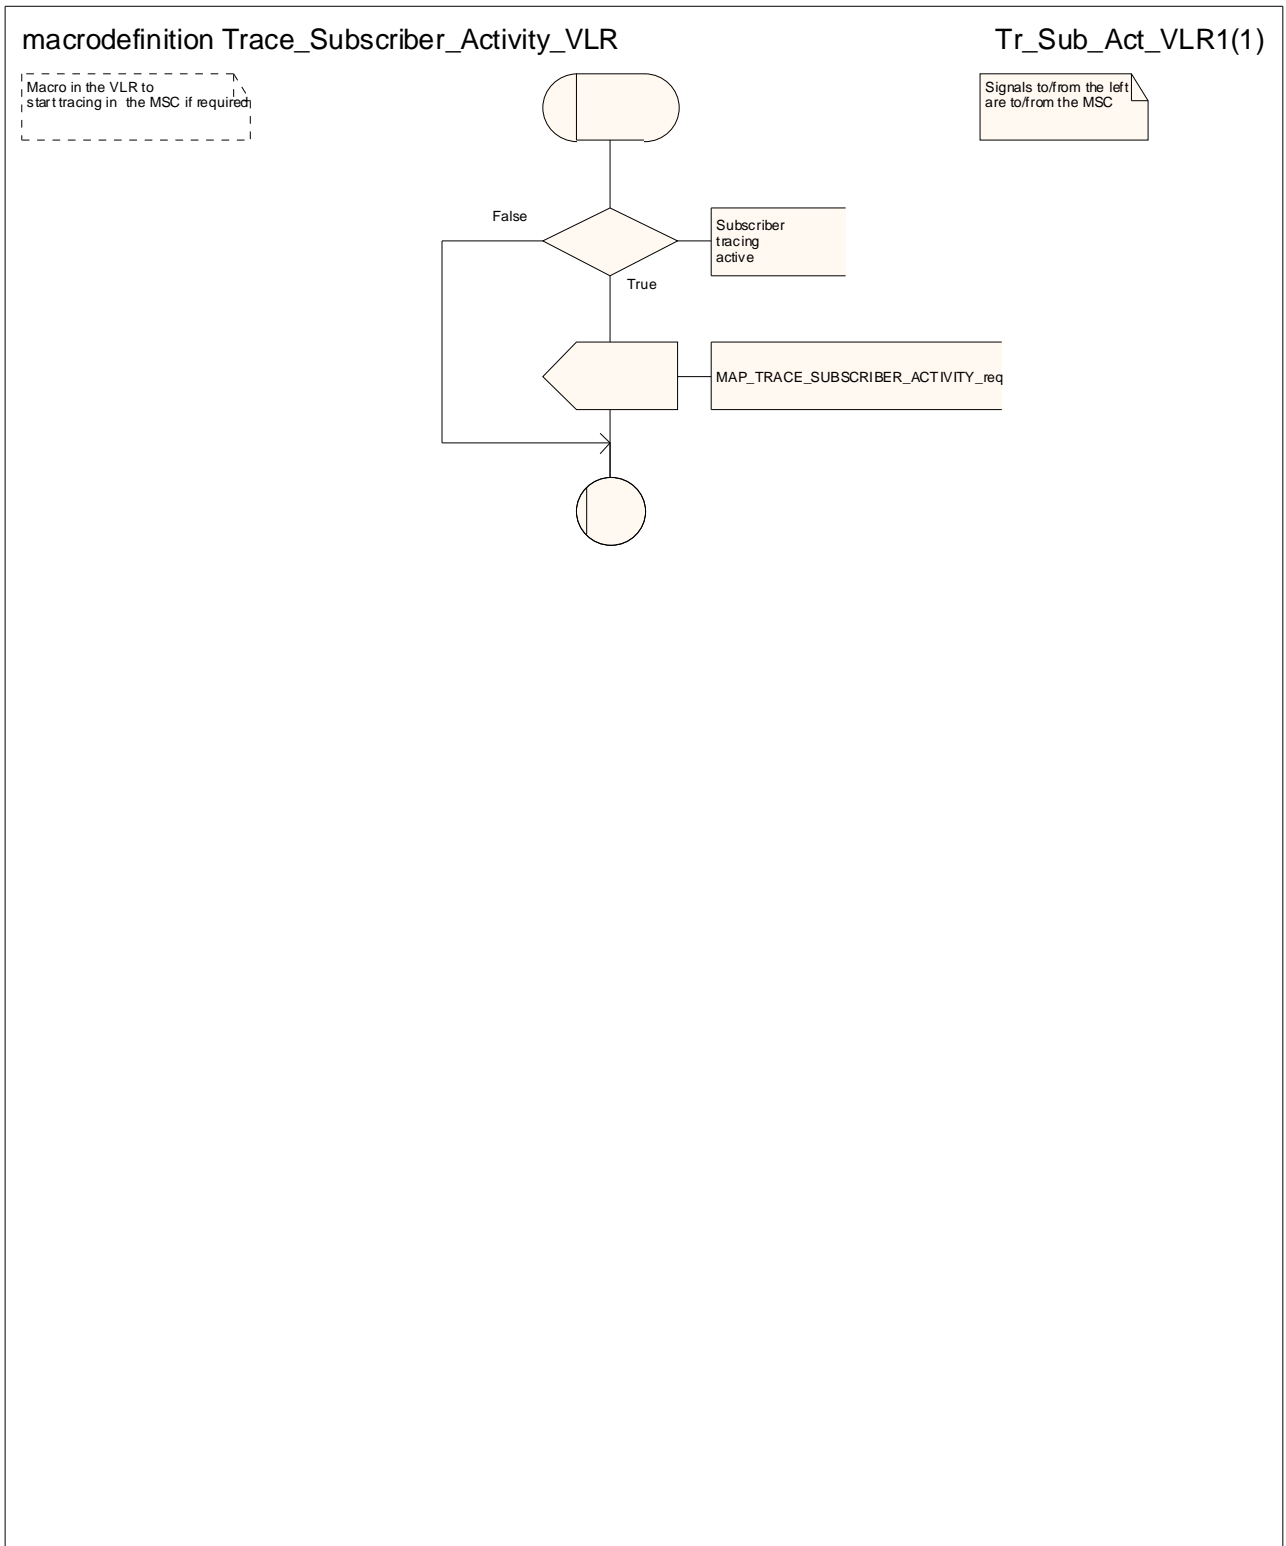 macrodefinition Trace_Subscriber_Activity_VLR
Tr_Sub_Act_VLR1(1)
Macro in the VLR to
start tracing in the MSC if required
Signals to/from the left
are to/from the MSC
False
Subscriber
tracing
active
True
MAP_TRACE_SUBSCRIBER_ACTIVITY_req